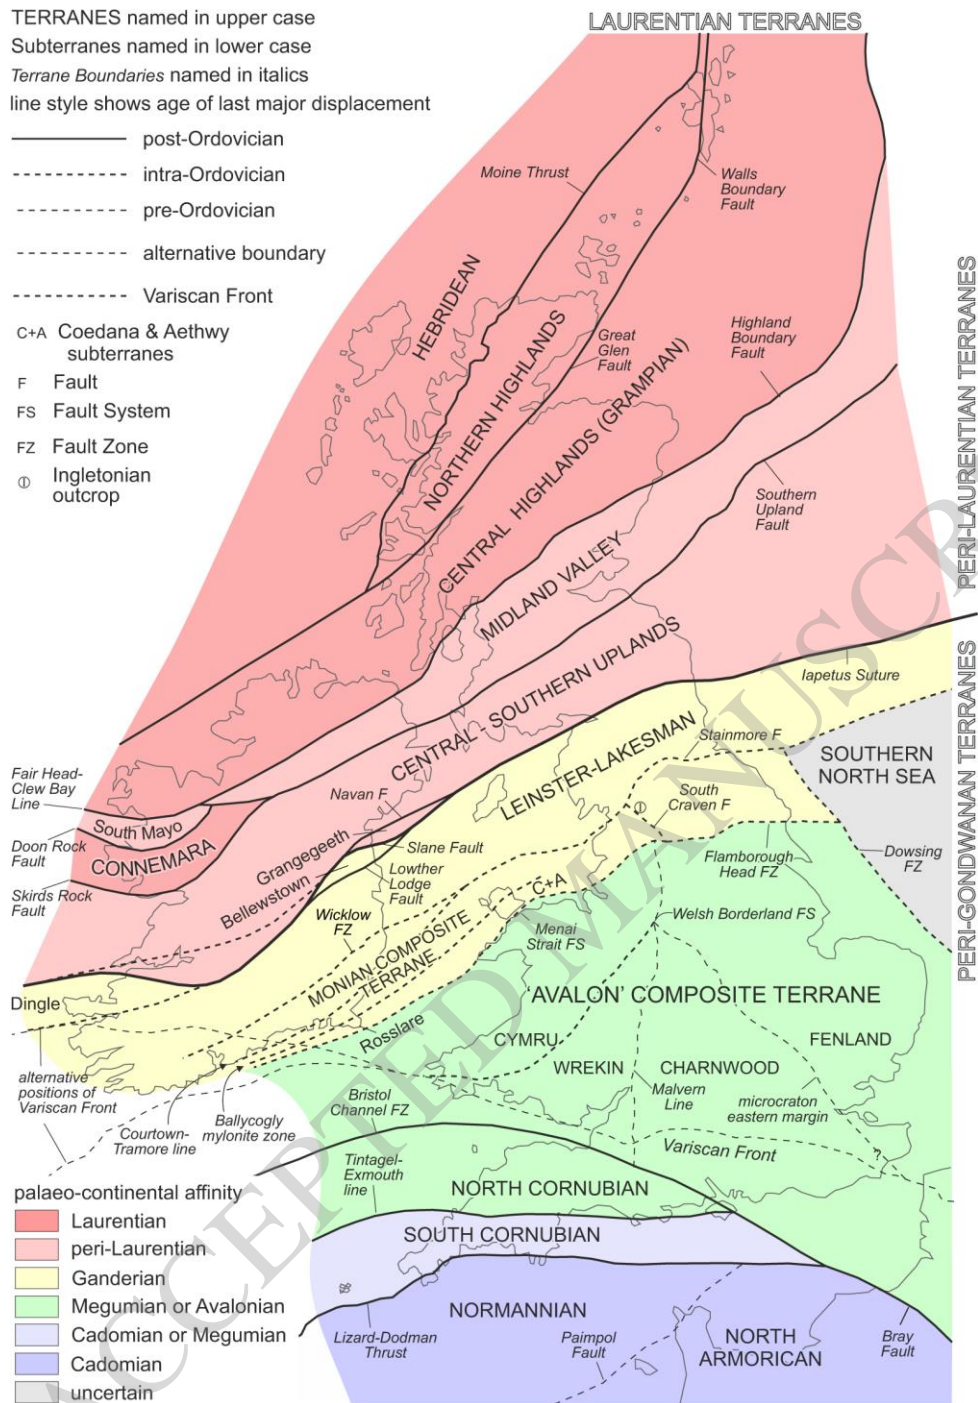 TERRANES named in upper case
Subterranes named in lower case
Terrane Boundaries named in italics
line style shows age of last major displacement
post-Ordovician
intra-Ordovician
pre-Ordovician
alternative boundary
Variscan Front
C+A Coedana & Aethwy
subterranes
F Fault
FS Fault System
FZ Fault Zone
Ingletonian
outcrop
LAURENTIAN TERRANES
PERI-LAURENTIAN TERRANES
PERI-GONDWANAN TERRANES
Moine Thrust
Walls
Boundary
Fault
HEBRIDEAN
NORTHERN HIGHLANDS
Great
Glen
Fault
Highland
Boundary
Fault
CENTRAL HIGHLANDS (GRAMPIAN)
Southern
Upland
Fault
MIDLAND VALLEY
CENTRAL - SOUTHERN UPLANDS
Iapetus Suture
Fair Head-
Clew Bay
Line
South Mayo
Doon Rock
Fault
CONNEMARA
Skirds Rock
Fault
Navan F
Grangegeeth
Bellewstown
Slane Fault
Lowther
Lodge
Fault
LEINSTER-LAKESMAN
Stainmore F
South
Craven F
SOUTHERN
NORTH SEA
Dowsing
FZ
Flamborough
Head FZ
C+A
Wicklow
FZ
MONIAN COMPOSITE
TERRANE
Menai
Strait FS
Welsh Borderland FS
Dingle
Rosslare
'AVALON' COMPOSITE TERRANE
CYMRU
WREKIN
CHARNWOOD
FENLAND
Malvern
Line
microcraton
eastern margin
alternative
positions of
Variscan Front
Courtown-
Tramore line
Ballycogly
mylonite zone
Bristol
Channel FZ
Variscan Front
?
Tintagel-
Exmouth
line
NORTH CORNUBIAN
SOUTH CORNUBIAN
NORMANNIAN
Lizard-Dodman
Thrust
Paimpol
Fault
NORTH
ARMORICAN
Bray
Fault
palaeo-continental affinity
Laurentian
peri-Laurentian
Ganderian
Megumian or Avalonian
Cadomian or Megumian
Cadomian
uncertain
ACCEPTED MANUSCR